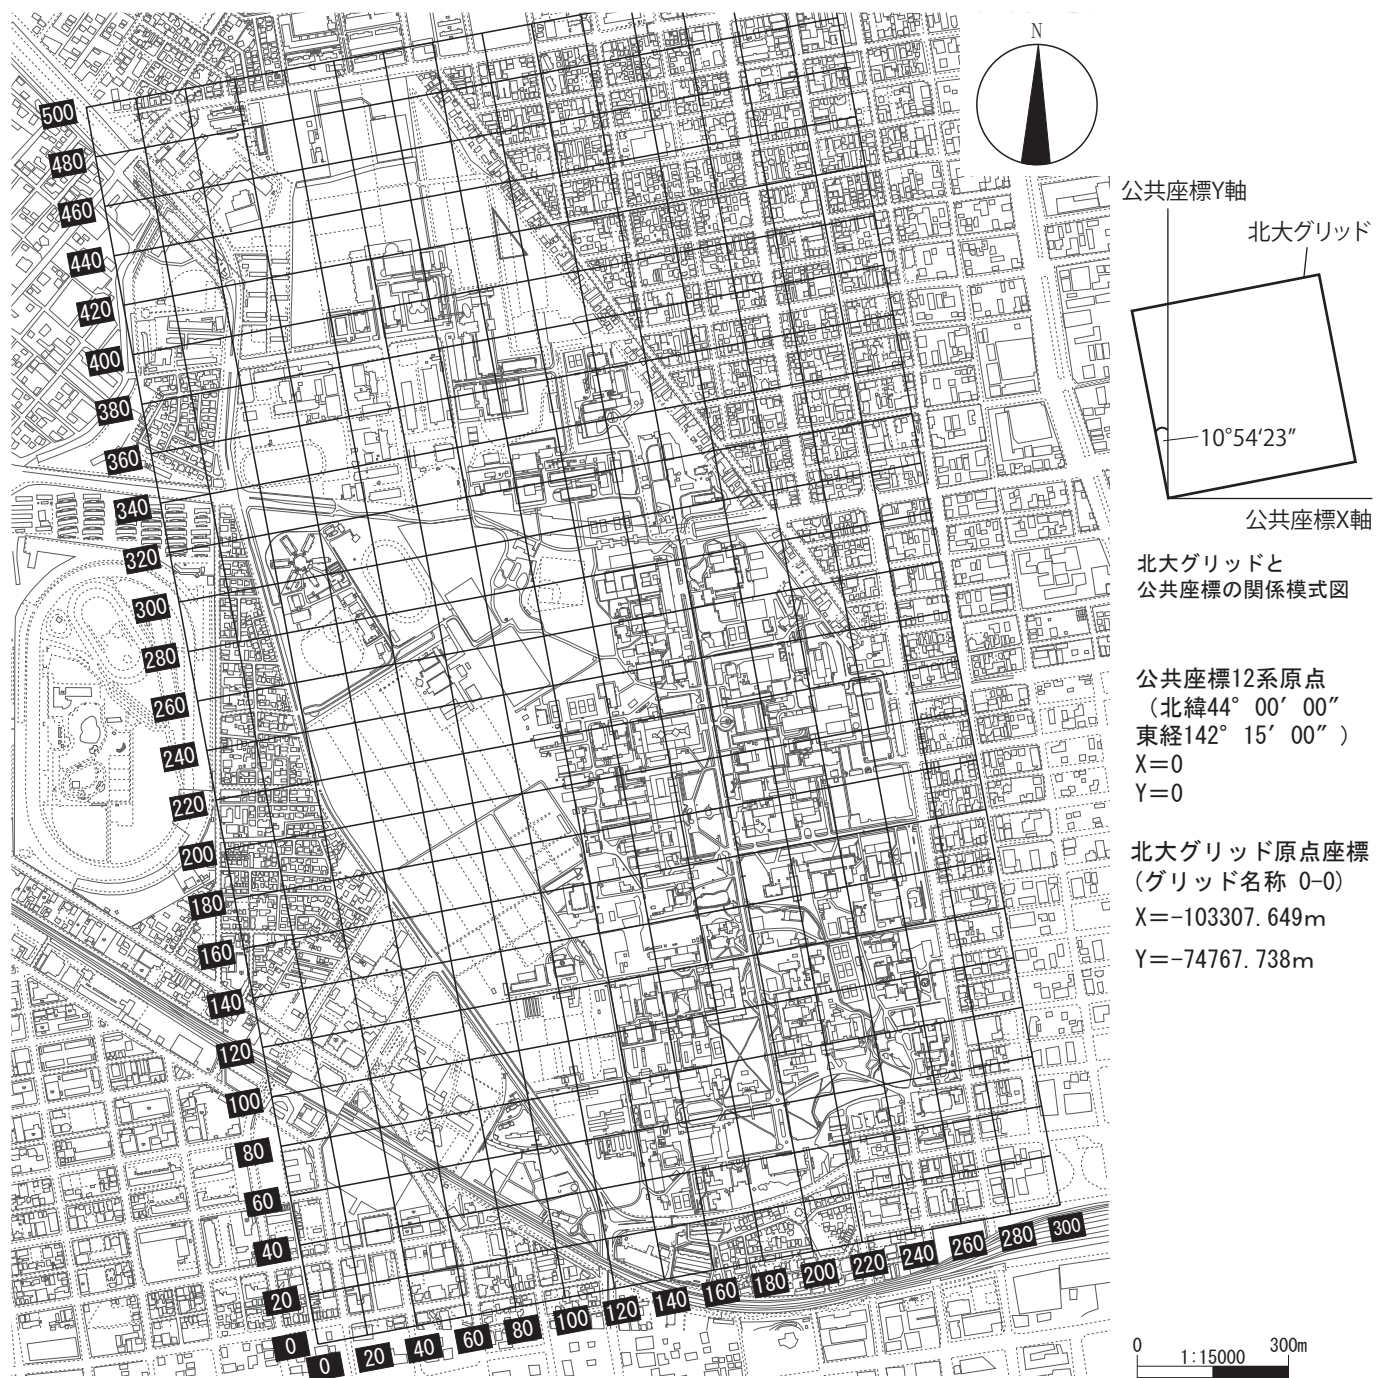 N
公共座標Y軸
北大グリッド
10°54‘23”
公共座標X軸
北大グリッドと
公共座標の関係模式図
公共座標12系原点
（北緯44° 00′ 00″
東経142° 15′ 00″ ）
X＝0
Y＝0
北大グリッド原点座標
(グリッド名称 0-0)
X＝-103307.649m
Y＝-74767.738m
0 300m
1:15000
500
480
460
440
420
400
380
360
340
320
300
280
260
240
220
200
180
160
140
120
100
80
60
40
20
0
0 20 40 60 80 100 120 140 160 180 200 220 240 260 280 300